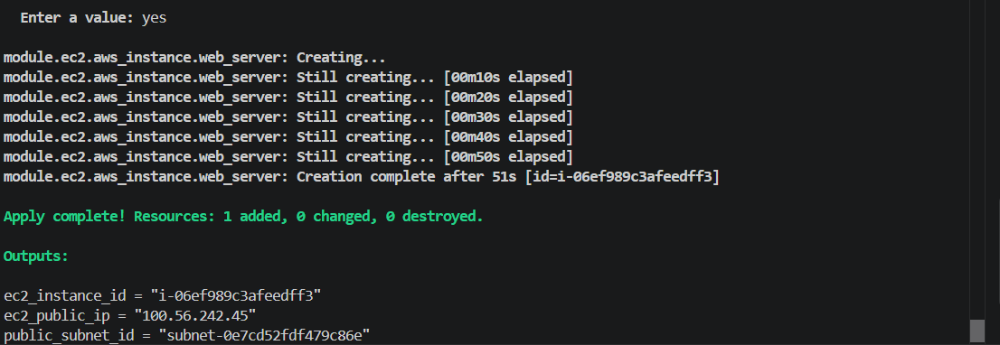 Enter a value: yes
module.ec2.aws_instance.web_server: Creating...
module.ec2.aws_instance.web_server: Still creating... [00m10s elapsed]
module.ec2.aws_instance.web_server: Still creating... [00m20s elapsed]
module.ec2.aws_instance.web_server: Still creating... [00m30s elapsed]
module.ec2.aws_instance.web_server: Still creating... [00m40s elapsed]
module.ec2.aws_instance.web_server: Still creating... [00m50s elapsed]
module.ec2.aws_instance.web_server: Creation complete after 51s [id=i-06ef989c3afeedff3]
Apply complete! Resources: 1 added, 0 changed, 0 destroyed.
Outputs:
ec2_instance_id = "i-06ef989c3afeedff3"
ec2_public_ip = "100.56.242.45"
public_subnet_id = "subnet-0e7cd52fdf479c86e"